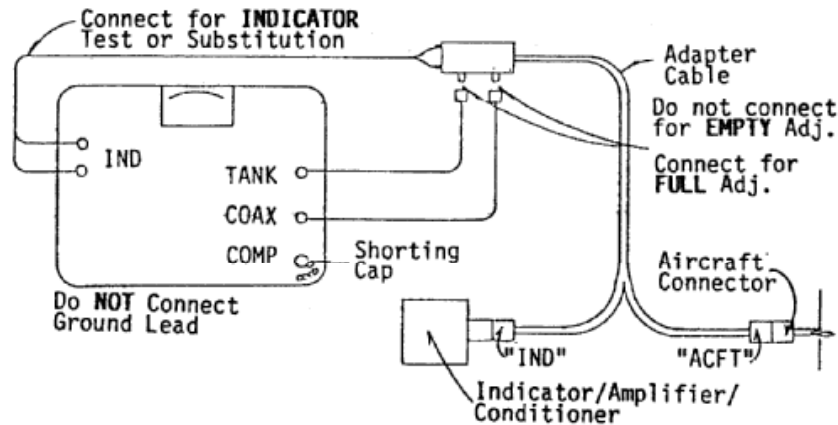 Connect for INDICATOR
Test or Substitution
Adapter
Cable
Do not connect
for EMPTY Adj.
Connect for
FULL Adj.
IND
TANK
COAX
COMP
Shorting
Cap
Do NOT Connect
Ground Lead
Aircraft
Connector
"IND"
"ACFT"
Indicator/Amplifier/
Conditioner